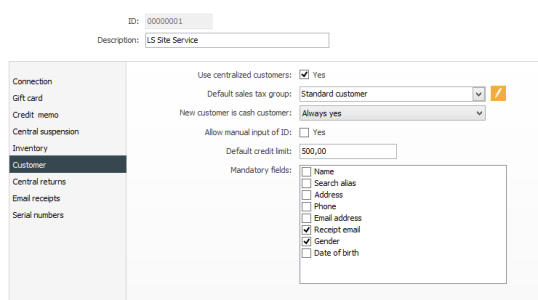 ID: 00000001
Description: LS Site Service
Connection
Gift card
Credit memo
Central suspension
Inventory
Customer
Central returns
Email receipts
Serial numbers
Use centralized customers: Yes
Default sales tax group: Standard customer
New customer is cash customer: Always yes
Allow manual input of ID: Yes
Default credit limit: 500,00
Mandatory fields:
Name
Search alias
Address
Phone
Email address
Receipt email
Gender
Date of birth